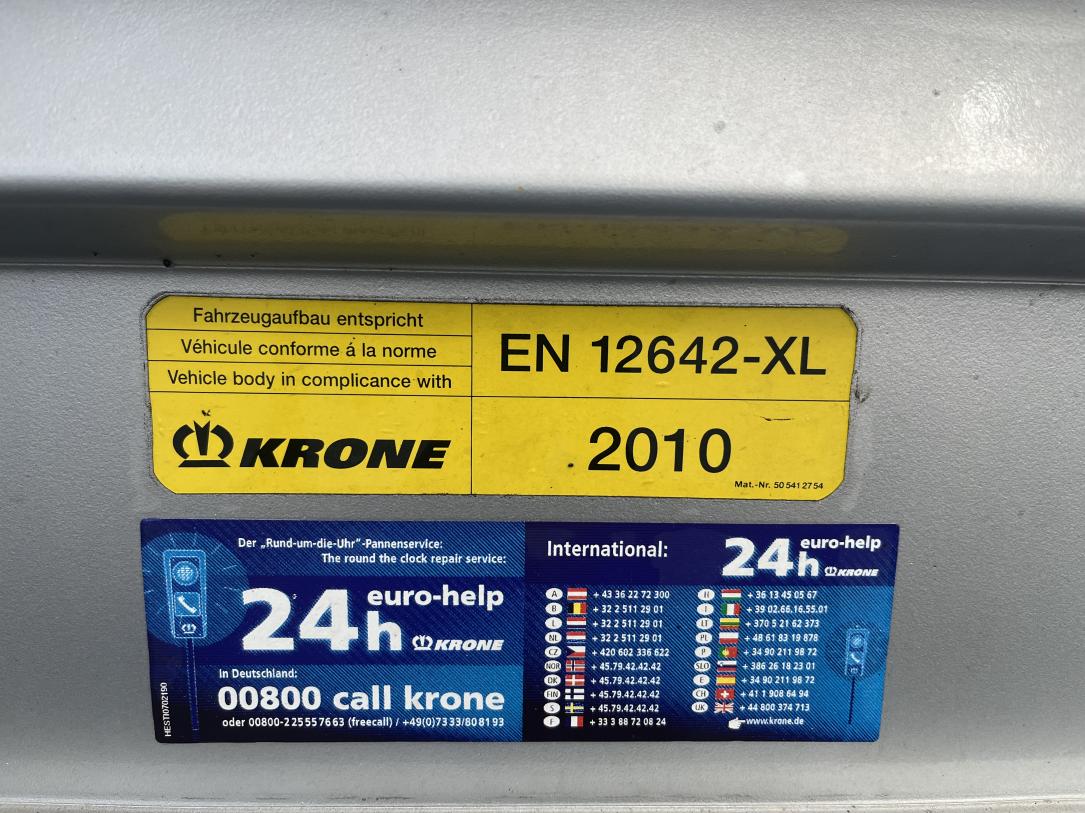 Fahrzeugaufbau entspricht
Véhicule conforme á la norme
Vehicle body in complicance with
KRONE
EN 12642-XL
2010
Mat.-Nr. 505412754
Der „Rund-um-die-Uhr"-Pannenservice:
The round the clock repair service:
24h euro-help
KRONE
In Deutschland:
00800 call krone
oder 00800-225557663 (freecall) / +49(0)7333/808193
HESTI0702190
International:
24h euro-help
KRONE
A + 43 36 22 72 300
B + 32 2 511 29 01
L + 32 2 511 29 01
NL + 32 2 511 29 01
CZ + 420 602 336 622
NOR + 45.79.42.42.42
DK + 45.79.42.42.42
FIN + 45.79.42.42.42
S + 45.79.42.42.42
F + 33 3 88 72 08 24
H + 36 13 45 05 67
I + 39 02.66.16.55.01
LT + 370 5 21 62 373
PL + 48 61 83 19 878
P + 34 90 211 98 72
SLO + 386 26 18 23 01
E + 34 90 211 98 72
CH + 41 1 908 64 94
UK + 44 800 374 713
www.krone.de